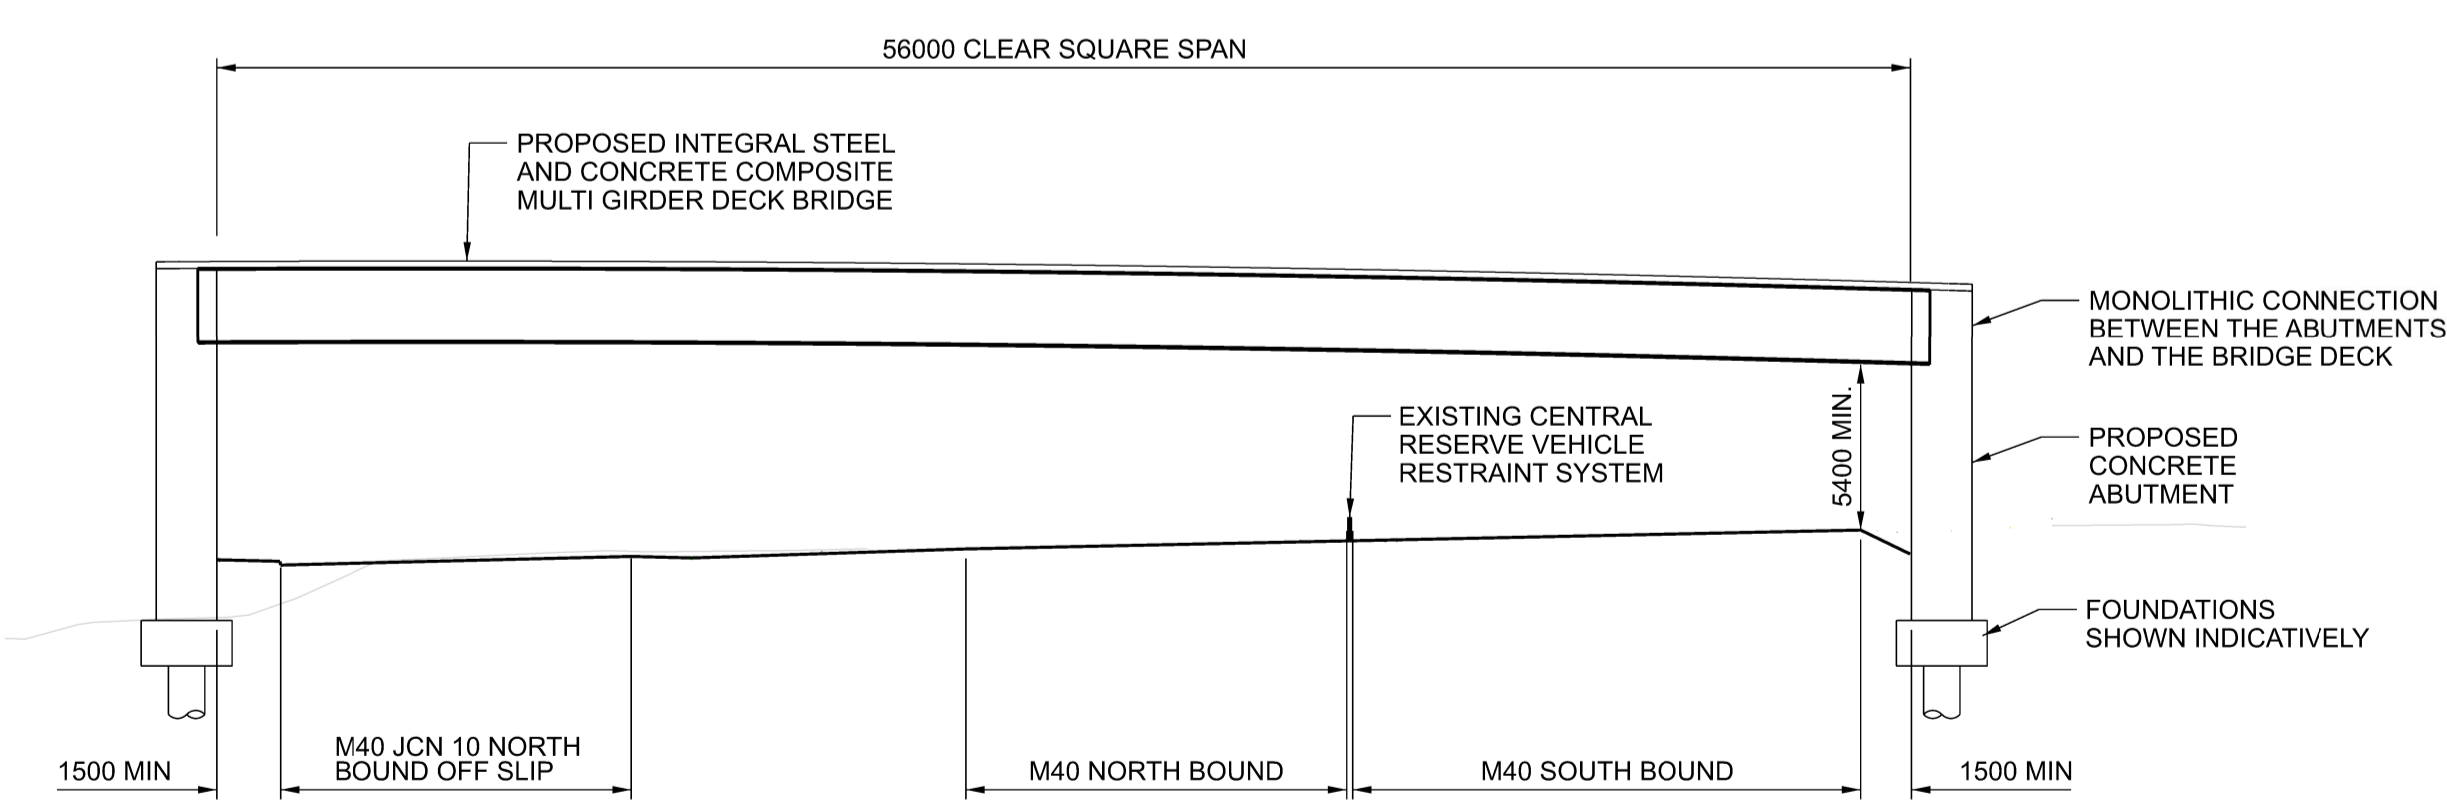 56000 CLEAR SQUARE SPAN
PROPOSED INTEGRAL STEEL
AND CONCRETE COMPOSITE
MULTI GIRDER DECK BRIDGE
MONOLITHIC CONNECTION
BETWEEN THE ABUTMENTS
AND THE BRIDGE DECK
EXISTING CENTRAL
RESERVE VEHICLE
RESTRAINT SYSTEM
5400 MIN.
PROPOSED
CONCRETE
ABUTMENT
FOUNDATIONS
SHOWN INDICATIVELY
1500 MIN
M40 JCN 10 NORTH
BOUND OFF SLIP
M40 NORTH BOUND
M40 SOUTH BOUND
1500 MIN